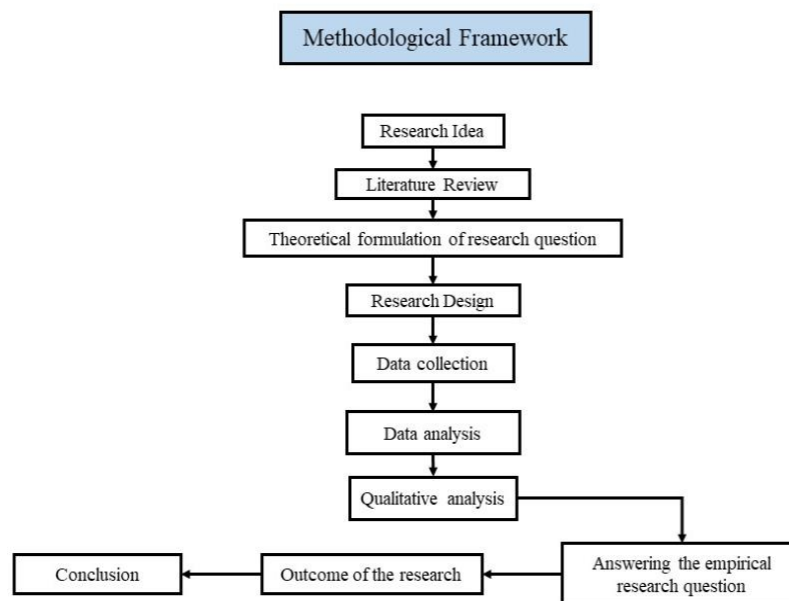 Methodological Framework
Research Idea
Literature Review
Theoretical formulation of research question
Research Design
Data collection
Data analysis
Qualitative analysis
Answering the empirical
research question
Outcome of the research
Conclusion